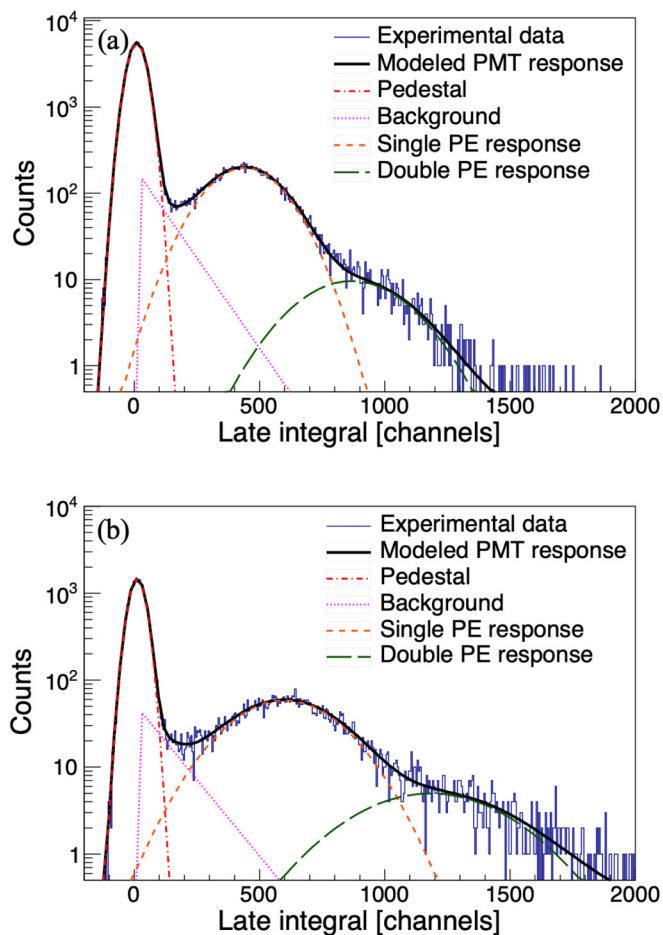 (a)
Experimental data
Modeled PMT response
Pedestal
Background
Single PE response
Double PE response
10⁴
10³
10²
10
1
Counts
0 500 1000 1500 2000
Late integral [channels]
(b)
Experimental data
Modeled PMT response
Pedestal
Background
Single PE response
Double PE response
10⁴
10³
10²
10
1
Counts
0 500 1000 1500 2000
Late integral [channels]